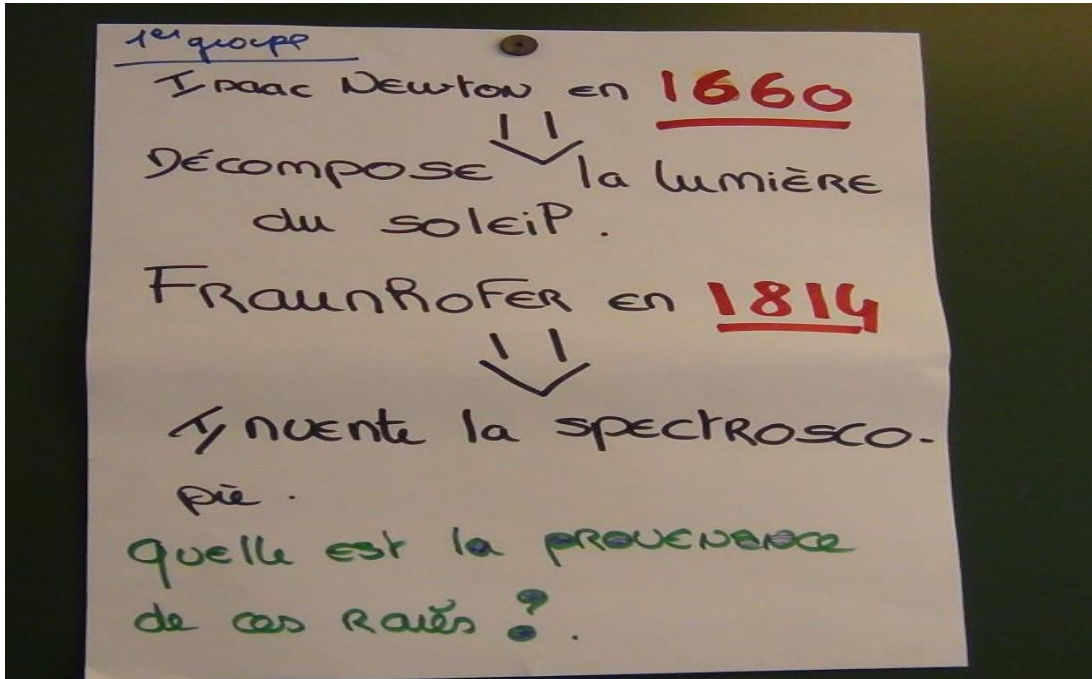 1er groupe
Isaac Newton en 1660
Décompose la lumière
du soleil.
Fraunhofer en 1814
Invente la spectrosco-
pie.
quelle est la provenance
de ces raiës ?.